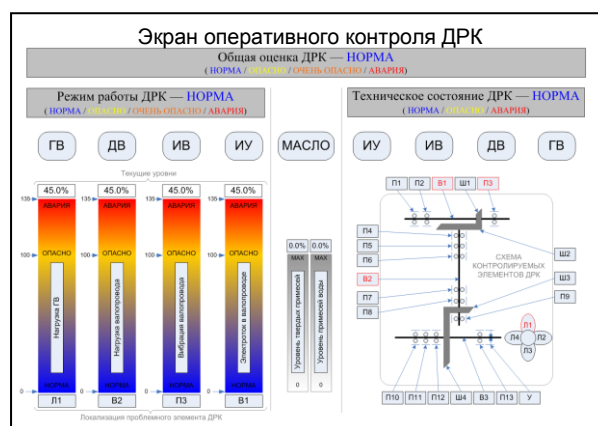 Экран оперативного контроля ДРК
Общая оценка ДРК — НОРМА
( НОРМА / ОПАСНО / ОЧЕНЬ ОПАСНО / АВАРИЯ)
Режим работы ДРК — НОРМА
(НОРМА / ОПАСНО / ОЧЕНЬ ОПАСНО / АВАРИЯ)
Техническое состояние ДРК — НОРМА
(НОРМА / ОПАСНО / АВАРИЯ)
ГВ ДВ ИВ ИУ МАСЛО ИУ ИВ ДВ ГВ
Текущие уровни
45.0% 45.0% 45.0% 45.0%
135 135 135 135
АВАРИЯ АВАРИЯ АВАРИЯ АВАРИЯ
100 100 100 100
ОПАСНО ОПАСНО ОПАСНО ОПАСНО
Нагрузка ГВ
Нагрузка валопровода
Вибрация валопровода
Электроток в валопроводе
НОРМА НОРМА НОРМА НОРМА
0 0 0 0
Л1 В2 П3 В1
Локализация проблемного элемента ДРК
0.0% 0.0%
MAX MAX
Уровень твердых примесей
Уровень примесей воды
0 0
П1 П2 В1 Ш1 П3
П4
П5
П6
Ш2
СХЕМА
КОНТРОЛИРУЕМЫХ
ЭЛЕМЕНТОВ ДРК
В2
Ш3
П7
П9
П8
Л1
Л4 Л2
Л3
П10 П11 П12 Ш4 В3 П13 У